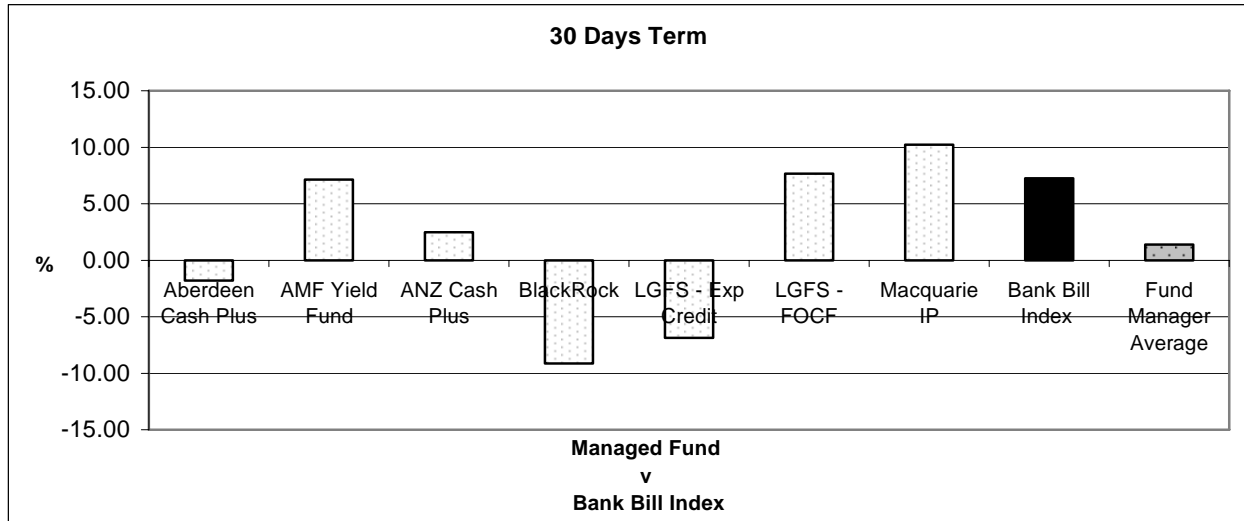 30 Days Term
15.00
10.00
5.00
0.00
-5.00
-10.00
-15.00
%
Aberdeen
Cash Plus
AMF Yield
Fund
ANZ Cash
Plus
BlackRock
LGFS - Exp
Credit
LGFS -
FOCF
Macquarie
IP
Bank Bill
Index
Fund
Manager
Average
Managed Fund
v
Bank Bill Index